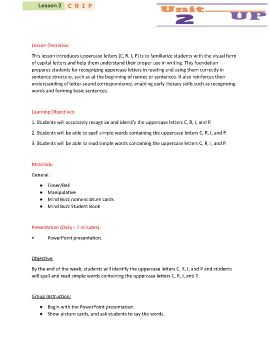 Lesson 2 C R I P
Unit 2 UP
Lesson Overview:
This lesson introduces uppercase letters (C, R, I, P) is to familiarize students with the visual form
of capital letters and help them understand their proper use in writing. This foundation
prepares students for recognizing uppercase letters in reading and using them correctly in
sentence structure, such as at the beginning of names or sentences. It also reinforces their
understanding of letter-sound correspondence, enabling early literacy skills such as recognizing
words and forming basic sentences.
Learning Objectives:
1. Students will accurately recognize and identify the uppercase letters C, R, I, and P.
2. Students will be able to spell simple words containing the uppercase letters C, R, I, and P.
3. Students will be able to read simple words containing the uppercase letters C, R, I, and P.
Materials:
General:
● Timer/Bell
● Manipulative
● Mind Buzz nomenclature cards
● Mind Buzz Student Book
Presentation (Daily - 7 minutes):
• PowerPoint presentation.
Objective:
By the end of the week, students will identify the uppercase letters C, R, I, and P and students
will spell and read simple words containing the uppercase letters C, R, I, and P.
Group Instruction:
● Begin with the PowerPoint presentation.
● Show picture cards, and ask students to say the words.